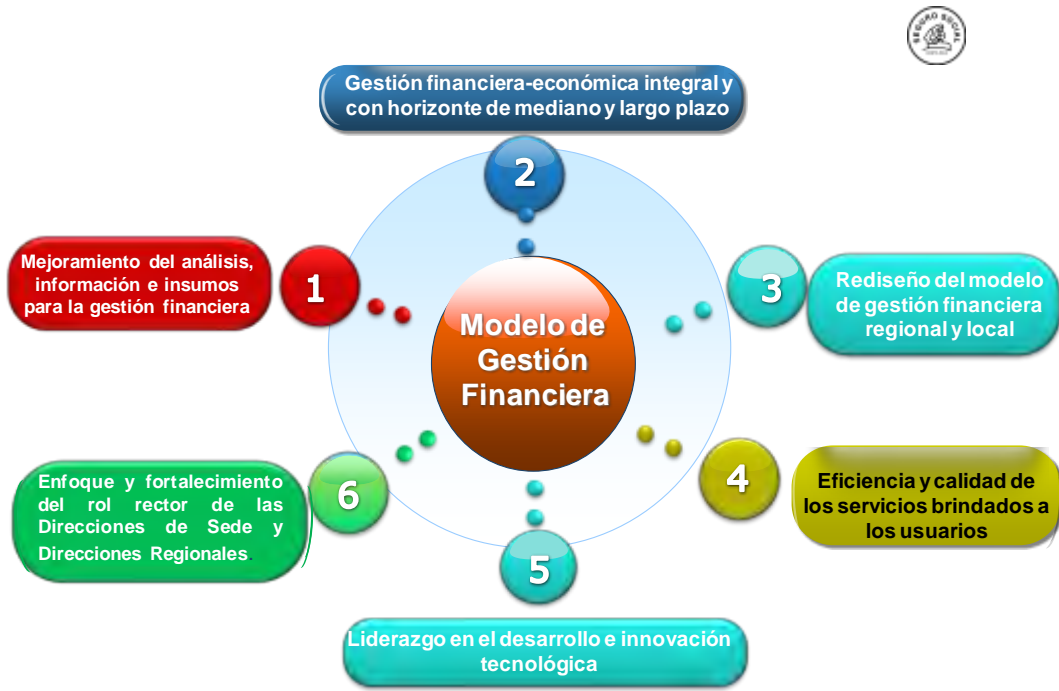 SEGURO SOCIAL
Gestión financiera-económica integral y
con horizonte de mediano y largo plazo
2
Mejoramiento del análisis,
información e insumos
para la gestión financiera
1
3
Rediseño del modelo
de gestión financiera
regional y local
Modelo de
Gestión
Financiera
Enfoque y fortalecimiento
del rol rector de las
Direcciones de Sede y
Direcciones Regionales.
6
4
Eficiencia y calidad de
los servicios brindados a
los usuarios
5
Liderazgo en el desarrollo e innovación
tecnológica